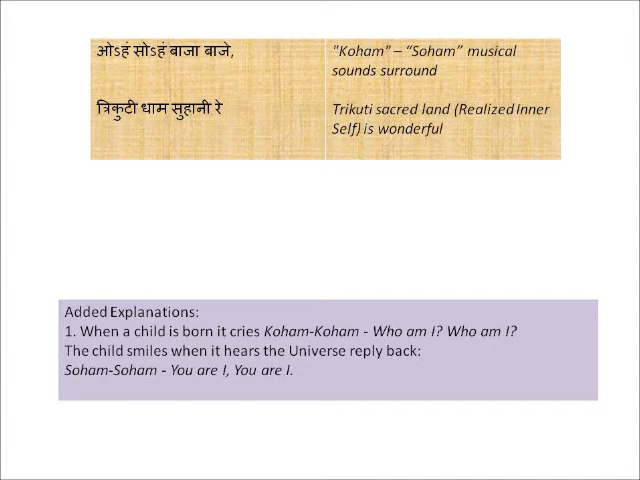 ओऽहं सोऽहं बाजा बाजे,
"Koham" – “Soham” musical
sounds surround
त्रिकुटी धाम सुहानी रे
Trikuti sacred land (Realized Inner
Self) is wonderful
Added Explanations:
1. When a child is born it cries Koham-Koham - Who am I? Who am I?
The child smiles when it hears the Universe reply back:
Soham-Soham - You are I, You are I.